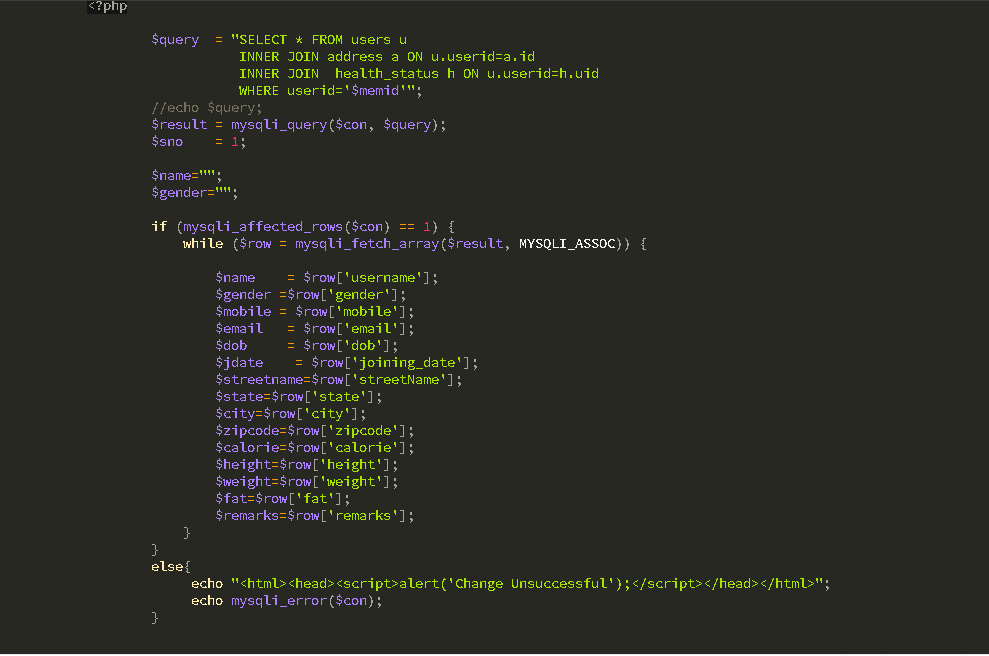 <?php
$query  = "SELECT * FROM users u
INNER JOIN address a ON u.userid=a.id
INNER JOIN  health_status h ON u.userid=h.uid
WHERE userid='$memid'";
//echo $query;
$result = mysqli_query($con, $query);
$sno    = 1;
$name="";
$gender="";
if (mysqli_affected_rows($con) == 1) {
while ($row = mysqli_fetch_array($result, MYSQLI_ASSOC)) {
$name    = $row['username'];
$gender =$row['gender'];
$mobile = $row['mobile'];
$email   = $row['email'];
$dob     = $row['dob'];
$jdate    = $row['joining_date'];
$streetname=$row['streetName'];
$state=$row['state'];
$city=$row['city'];
$zipcode=$row['zipcode'];
$calorie=$row['calorie'];
$height=$row['height'];
$weight=$row['weight'];
$fat=$row['fat'];
$remarks=$row['remarks'];
}
}
else{
echo "<html><head><script>alert('Change Unsuccessful');</script></head></html>";
echo mysqli_error($con);
}